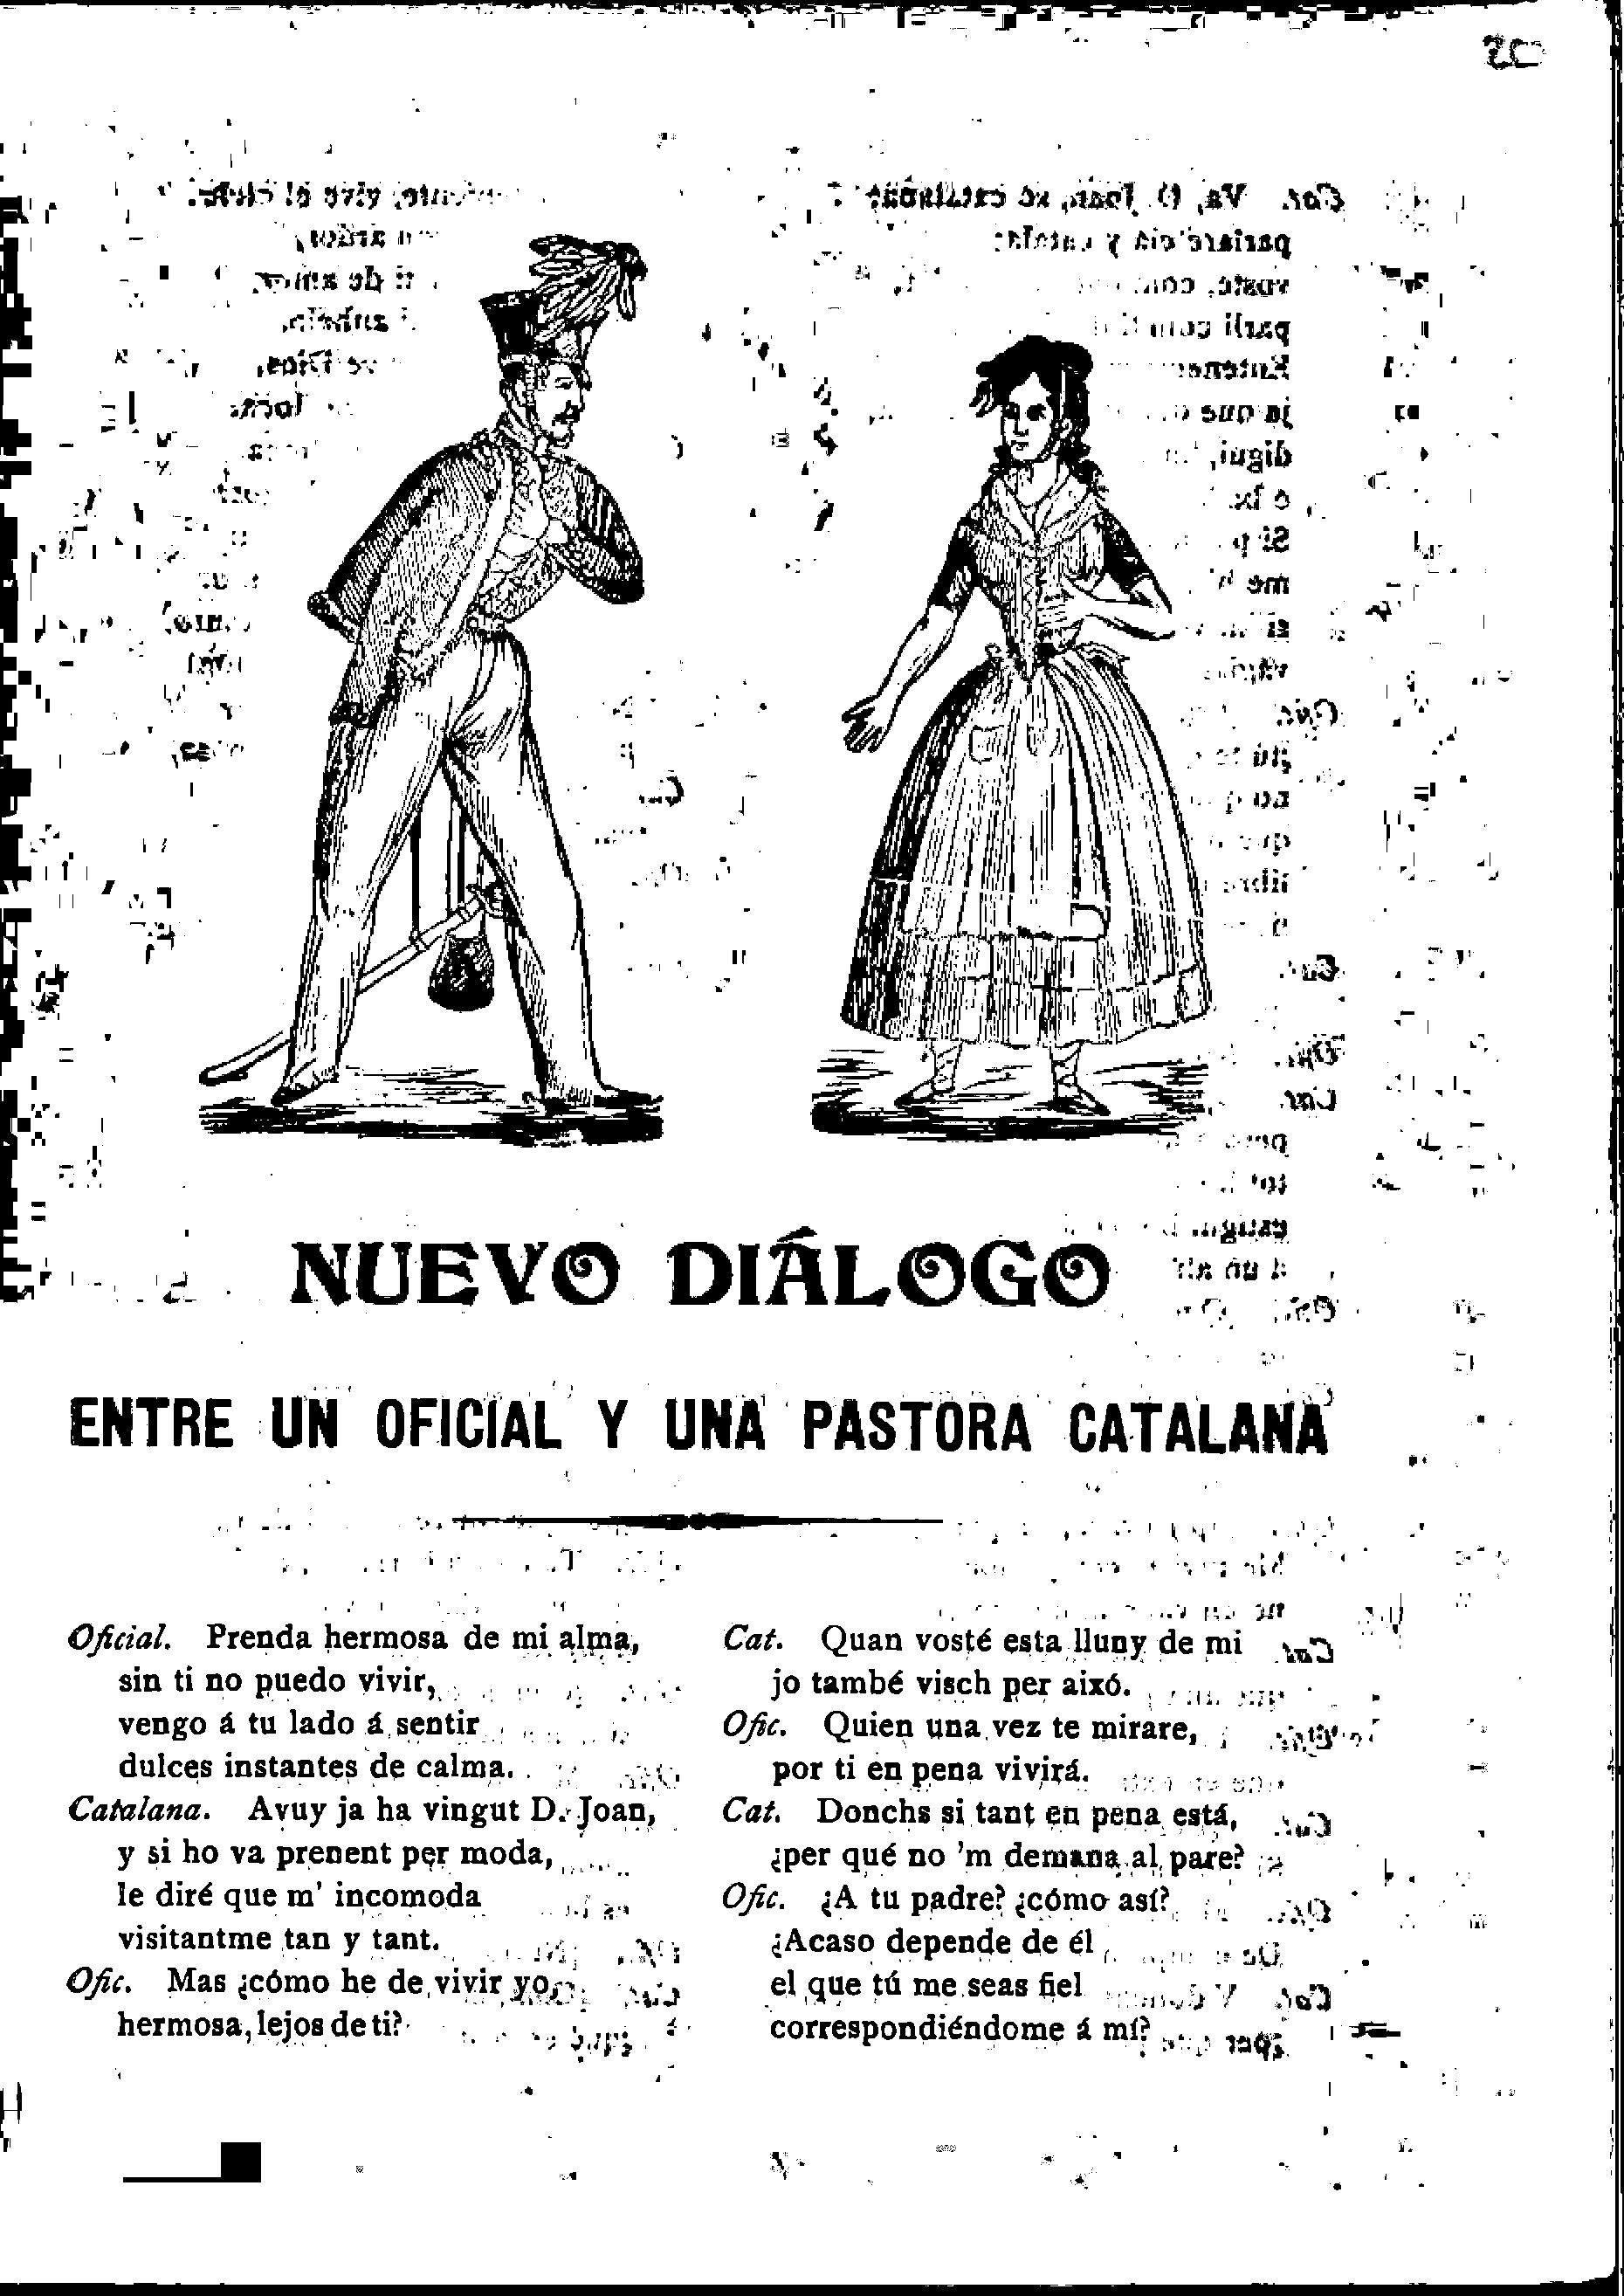 NUEVO DIÁLOGO
ENTRE UN OFICIAL Y UNA PASTORA CATALANA
Oficial. Prenda hermosa de mi alma,
sin ti no puedo vivir,
vengo á tu lado á sentir
dulces instantes de calma.
Catalana. Avuy ja ha vingut D. Joan,
y si ho va prenent per moda,
le diré que m' incomoda
visitantme tan y tant.
Ofic. Mas ¿cómo he de vivir yo,
hermosa, lejos de ti?
Cat. Quan vosté esta lluny de mi
jo també visch per aixó.
Ofic. Quien una vez te mirare,
por ti en pena vivirá.
Cat. Donchs si tant en pena está,
¿per qué no 'm demana al pare?
Ofic. ¿A tu padre? ¿cómo así?
¿Acaso depende de él
el que tú me seas fiel
correspondiéndome á mí?